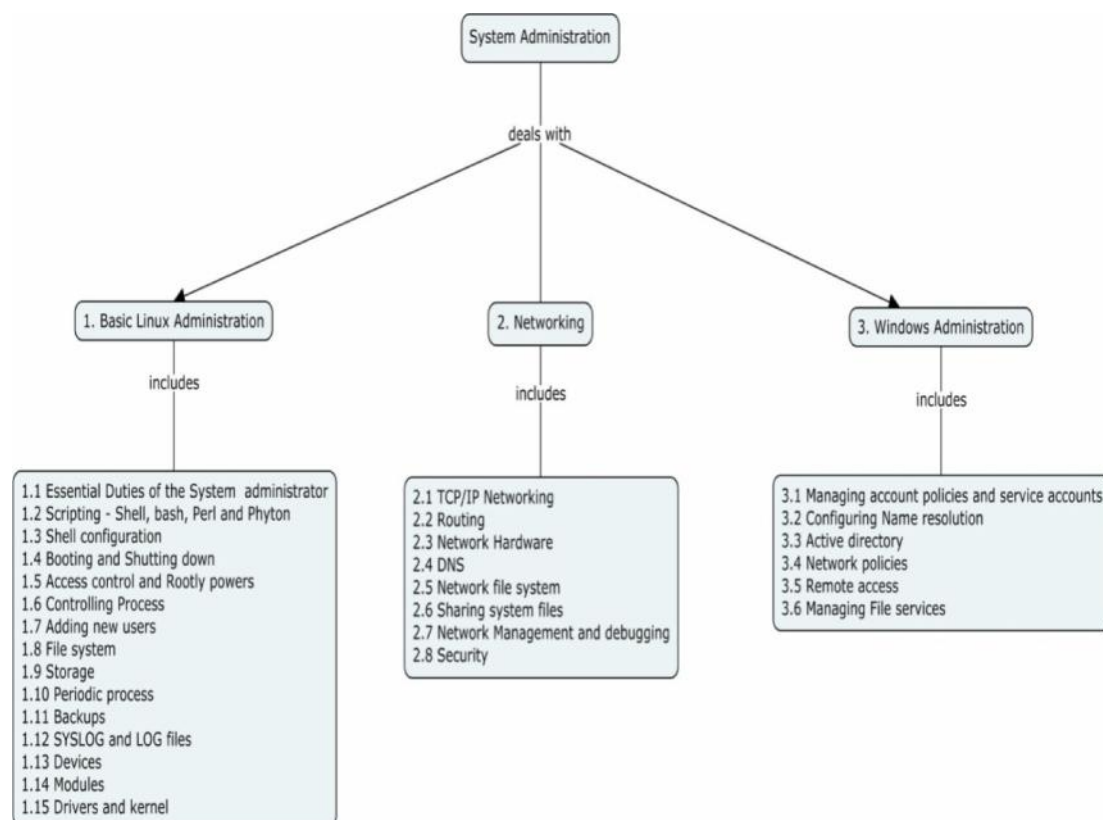 System Administration
deals with
1. Basic Linux Administration
2. Networking
3. Windows Administration
includes
includes
includes
1.1 Essential Duties of the System administrator
1.2 Scripting - Shell, bash, Perl and Phyton
1.3 Shell configuration
1.4 Booting and Shutting down
1.5 Access control and Rootly powers
1.6 Controlling Process
1.7 Adding new users
1.8 File system
1.9 Storage
1.10 Periodic process
1.11 Backups
1.12 SYSLOG and LOG files
1.13 Devices
1.14 Modules
1.15 Drivers and kernel
2.1 TCP/IP Networking
2.2 Routing
2.3 Network Hardware
2.4 DNS
2.5 Network file system
2.6 Sharing system files
2.7 Network Management and debugging
2.8 Security
3.1 Managing account policies and service accounts
3.2 Configuring Name resolution
3.3 Active directory
3.4 Network policies
3.5 Remote access
3.6 Managing File services